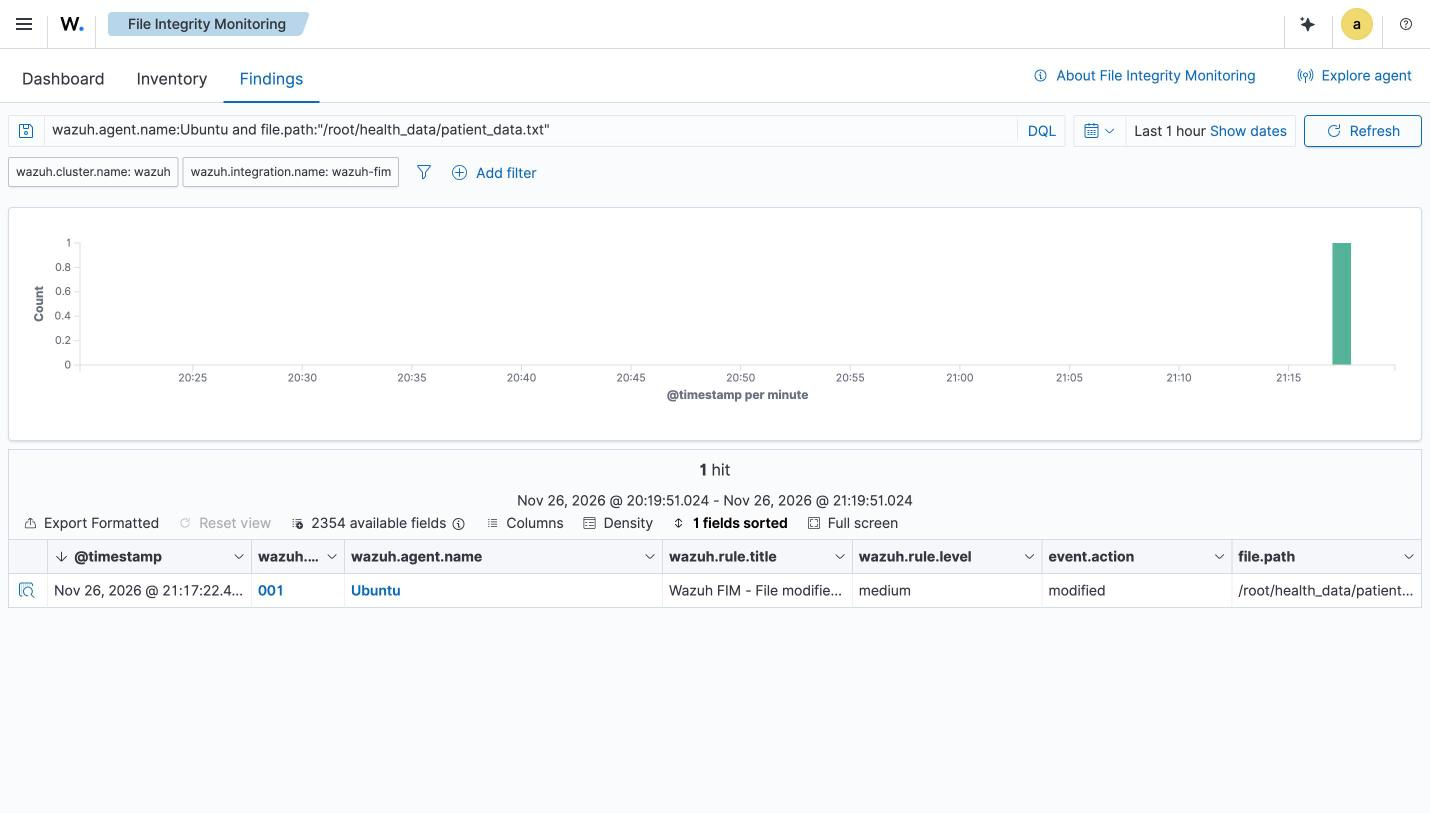 W. File Integrity Monitoring a
Dashboard Inventory Findings About File Integrity Monitoring Explore agent
wazuh.agent.name:Ubuntu and file.path:"/root/health_data/patient_data.txt" DQL Last 1 hour Show dates Refresh
wazuh.cluster.name: wazuh wazuh.integration.name: wazuh-fim Add filter
1
0.8
0.6
0.4
0.2
0
Count
20:25 20:30 20:35 20:40 20:45 20:50 20:55 21:00 21:05 21:10 21:15
@timestamp per minute
1 hit
Nov 26, 2026 @ 20:19:51.024 - Nov 26, 2026 @ 21:19:51.024
Export Formatted Reset view 2354 available fields Columns Density 1 fields sorted Full screen
@timestamp wazuh.... wazuh.agent.name wazuh.rule.title wazuh.rule.level event.action file.path
Nov 26, 2026 @ 21:17:22.4... 001 Ubuntu Wazuh FIM - File modifie... medium modified /root/health_data/patient...